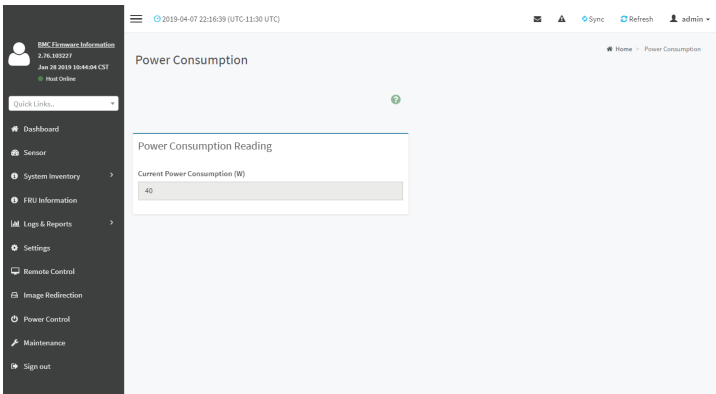 BMC Firmware Information
2.76.103227
Jan 28 2019 10:44:04 CST
Host Online
Quick Links..
Dashboard
Sensor
System Inventory
FRU Information
Logs & Reports
Settings
Remote Control
Image Redirection
Power Control
Maintenance
Sign out
2019-04-07 22:16:39 (UTC-11:30 UTC)
Sync
Refresh
admin
Power Consumption
Home > Power Consumption
Power Consumption Reading
Current Power Consumption (W)
40